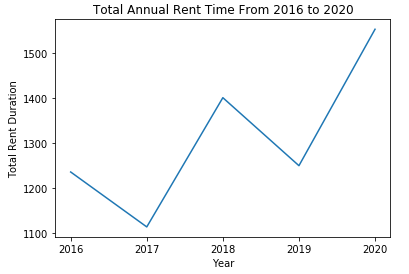 Total Annual Rent Time From 2016 to 2020
Total Rent Duration
1500
1400
1300
1200
1100
2016 2017 2018 2019 2020
Year